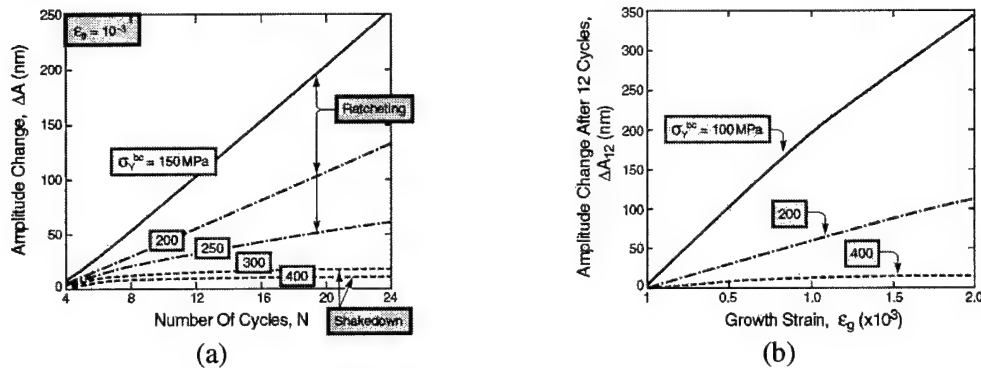 250
200
150
100
50
0
4
8
12
16
20
24
Amplitude Change, ΔA (nm)
Number Of Cycles, N
εg = 10⁻³
Ratcheting
σY^bc = 150 MPa
200
250
300
400
Shakedown
(a)
350
300
250
200
150
100
50
0
1
0.5
1.0
1.5
2.0
Amplitude Change After 12 Cycles,
ΔA12 (nm)
Growth Strain, εg (x10³)
σY^bc = 100 MPa
200
400
(b)